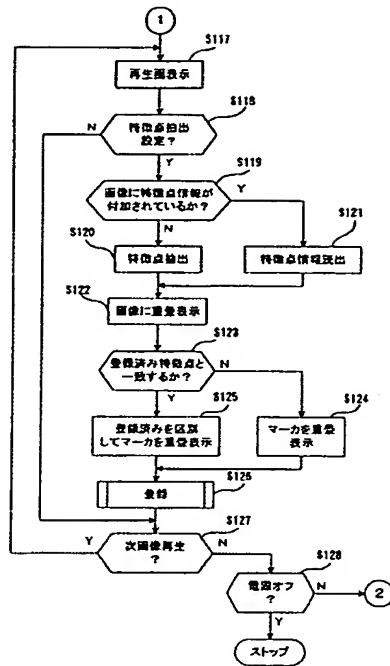 1
S117
再生画表示
S118
特徴点抽出
設定？
N
Y
S119
画像に特徴点情報が
付加されているか？
Y
N
S120
特徴点抽出
S121
特徴点情報読出
S122
画像に重畳表示
S123
登録済み特徴点と
一致するか？
N
Y
S125
登録済みを区別
してマーカを重畳表示
S124
マーカを重畳
表示
登録
S126
S127
次画像再生
？
Y
N
S128
電源オフ
？
N
2
Y
ストップ